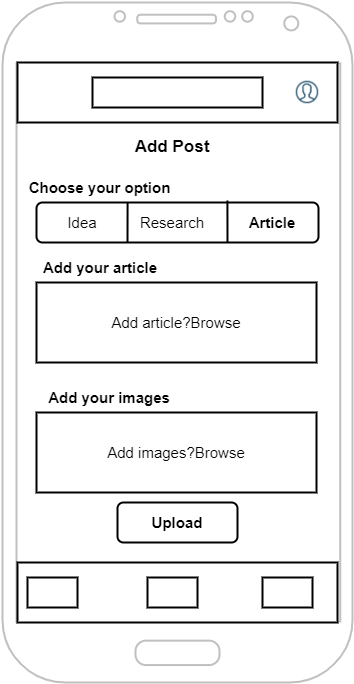 Add Post
Choose your option
Idea Research Article
Add your article
Add article?Browse
Add your images
Add images?Browse
Upload